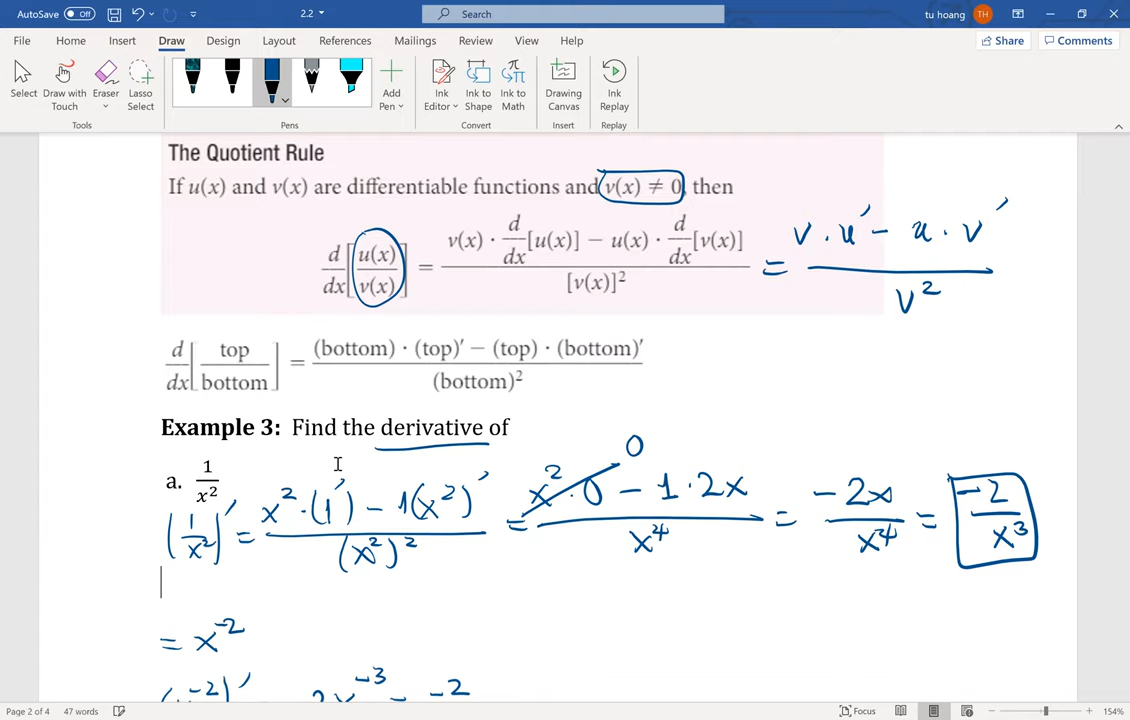 AutoSave Off 2.2 Search tu hoang TH
File Home Insert Draw Design Layout References Mailings Review View Help Share Comments
Select Draw with Touch Eraser Lasso Select Add Pen Ink Editor Ink to Shape Ink to Math Drawing Canvas Ink Replay
Tools Pens Convert Insert Replay
The Quotient Rule
If u(x) and v(x) are differentiable functions and v(x) ≠ 0, then
d/dx[u(x)/v(x)] = (v(x) · d/dx[u(x)] − u(x) · d/dx[v(x)])/[v(x)]² = (v · u′ − u · v′)/v²
d/dx[top/bottom] = ((bottom) · (top)′ − (top) · (bottom)′)/(bottom)²
Example 3: Find the derivative of
a. 1/x²
(1/x²)′ = (x² · (1′) − 1(x²)′)/(x²)² = (x² · 0 − 1 · 2x)/x⁴ = −2x/x⁴ = −2/x³
0
= x⁻²
Page 2 of 4 47 words Focus 154%